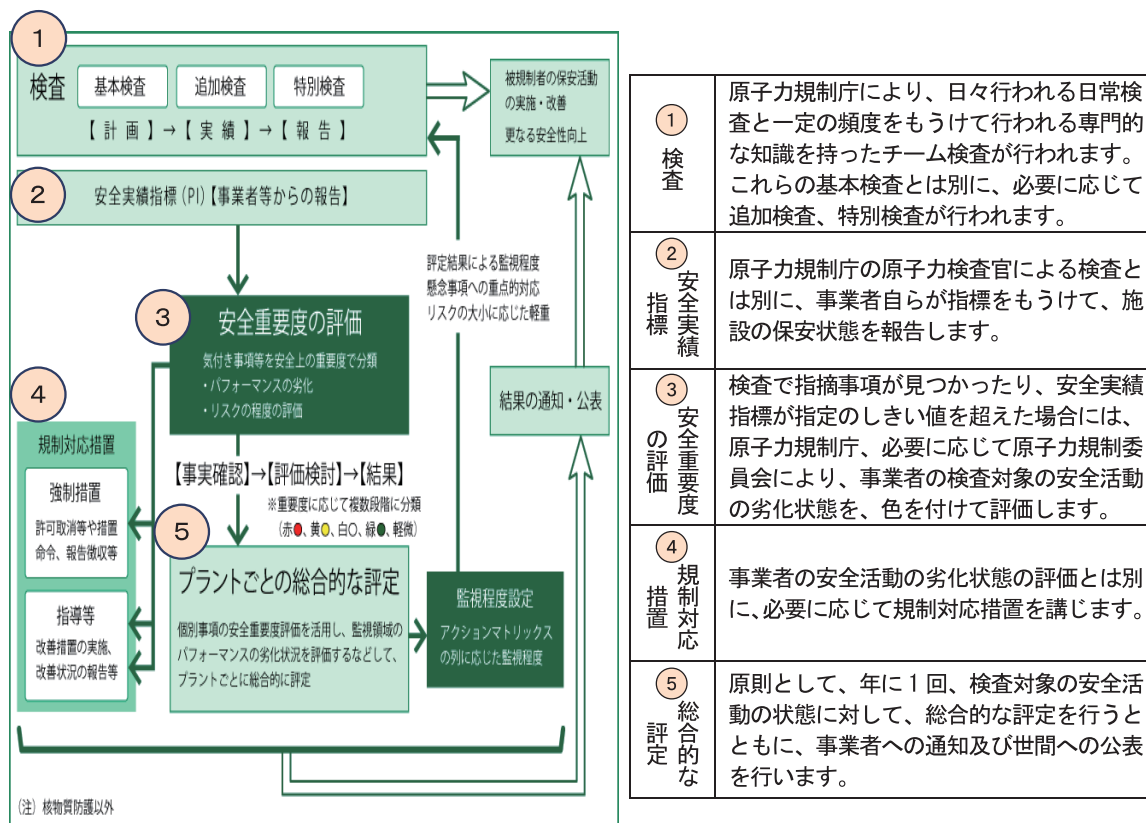 1
検査
基本検査
追加検査
特別検査
【 計 画 】→【 実 績 】→【 報 告 】
被規制者の保安活動
の実施・改善
更なる安全性向上
2
安全実績指標(PI)【事業者等からの報告】
評定結果による監視程度
懸念事項への重点的対応
リスクの大小に応じた軽重
3
安全重要度の評価
気付き事項等を安全上の重要度で分類
・パフォーマンスの劣化
・リスクの程度の評価
結果の通知・公表
4
規制対応措置
強制措置
許可取消等や措置
命令、報告徴収等
指導等
改善措置の実施、
改善状況の報告等
【事実確認】→【評価検討】→【結果】
※重要度に応じて複数段階に分類
(赤●、黄●、白○、緑●、軽微)
5
プラントごとの総合的な評定
個別事項の安全重要度評価を活用し、監視領域の
パフォーマンスの劣化状況を評価するなどして、
プラントごとに総合的に評定
監視程度設定
アクションマトリックス
の列に応じた監視程度
(注) 核物質防護以外
1
検査
原子力規制庁により、日々行われる日常検
査と一定の頻度をもうけて行われる専門的
な知識を持ったチーム検査が行われます。
これらの基本検査とは別に、必要に応じて
追加検査、特別検査が行われます。
2
安全実績
指標
原子力規制庁の原子力検査官による検査と
は別に、事業者自らが指標をもうけて、施
設の保安状態を報告します。
3
安全重要度
の評価
検査で指摘事項が見つかったり、安全実績
指標が指定のしきい値を超えた場合には、
原子力規制庁、必要に応じて原子力規制委
員会により、事業者の検査対象の安全活動
の劣化状態を、色を付けて評価します。
4
規制対応
措置
事業者の安全活動の劣化状態の評価とは別
に、必要に応じて規制対応措置を講じます。
5
総合的な
評定
原則として、年に1回、検査対象の安全活
動の状態に対して、総合的な評定を行うと
ともに、事業者への通知及び世間への公表
を行います。